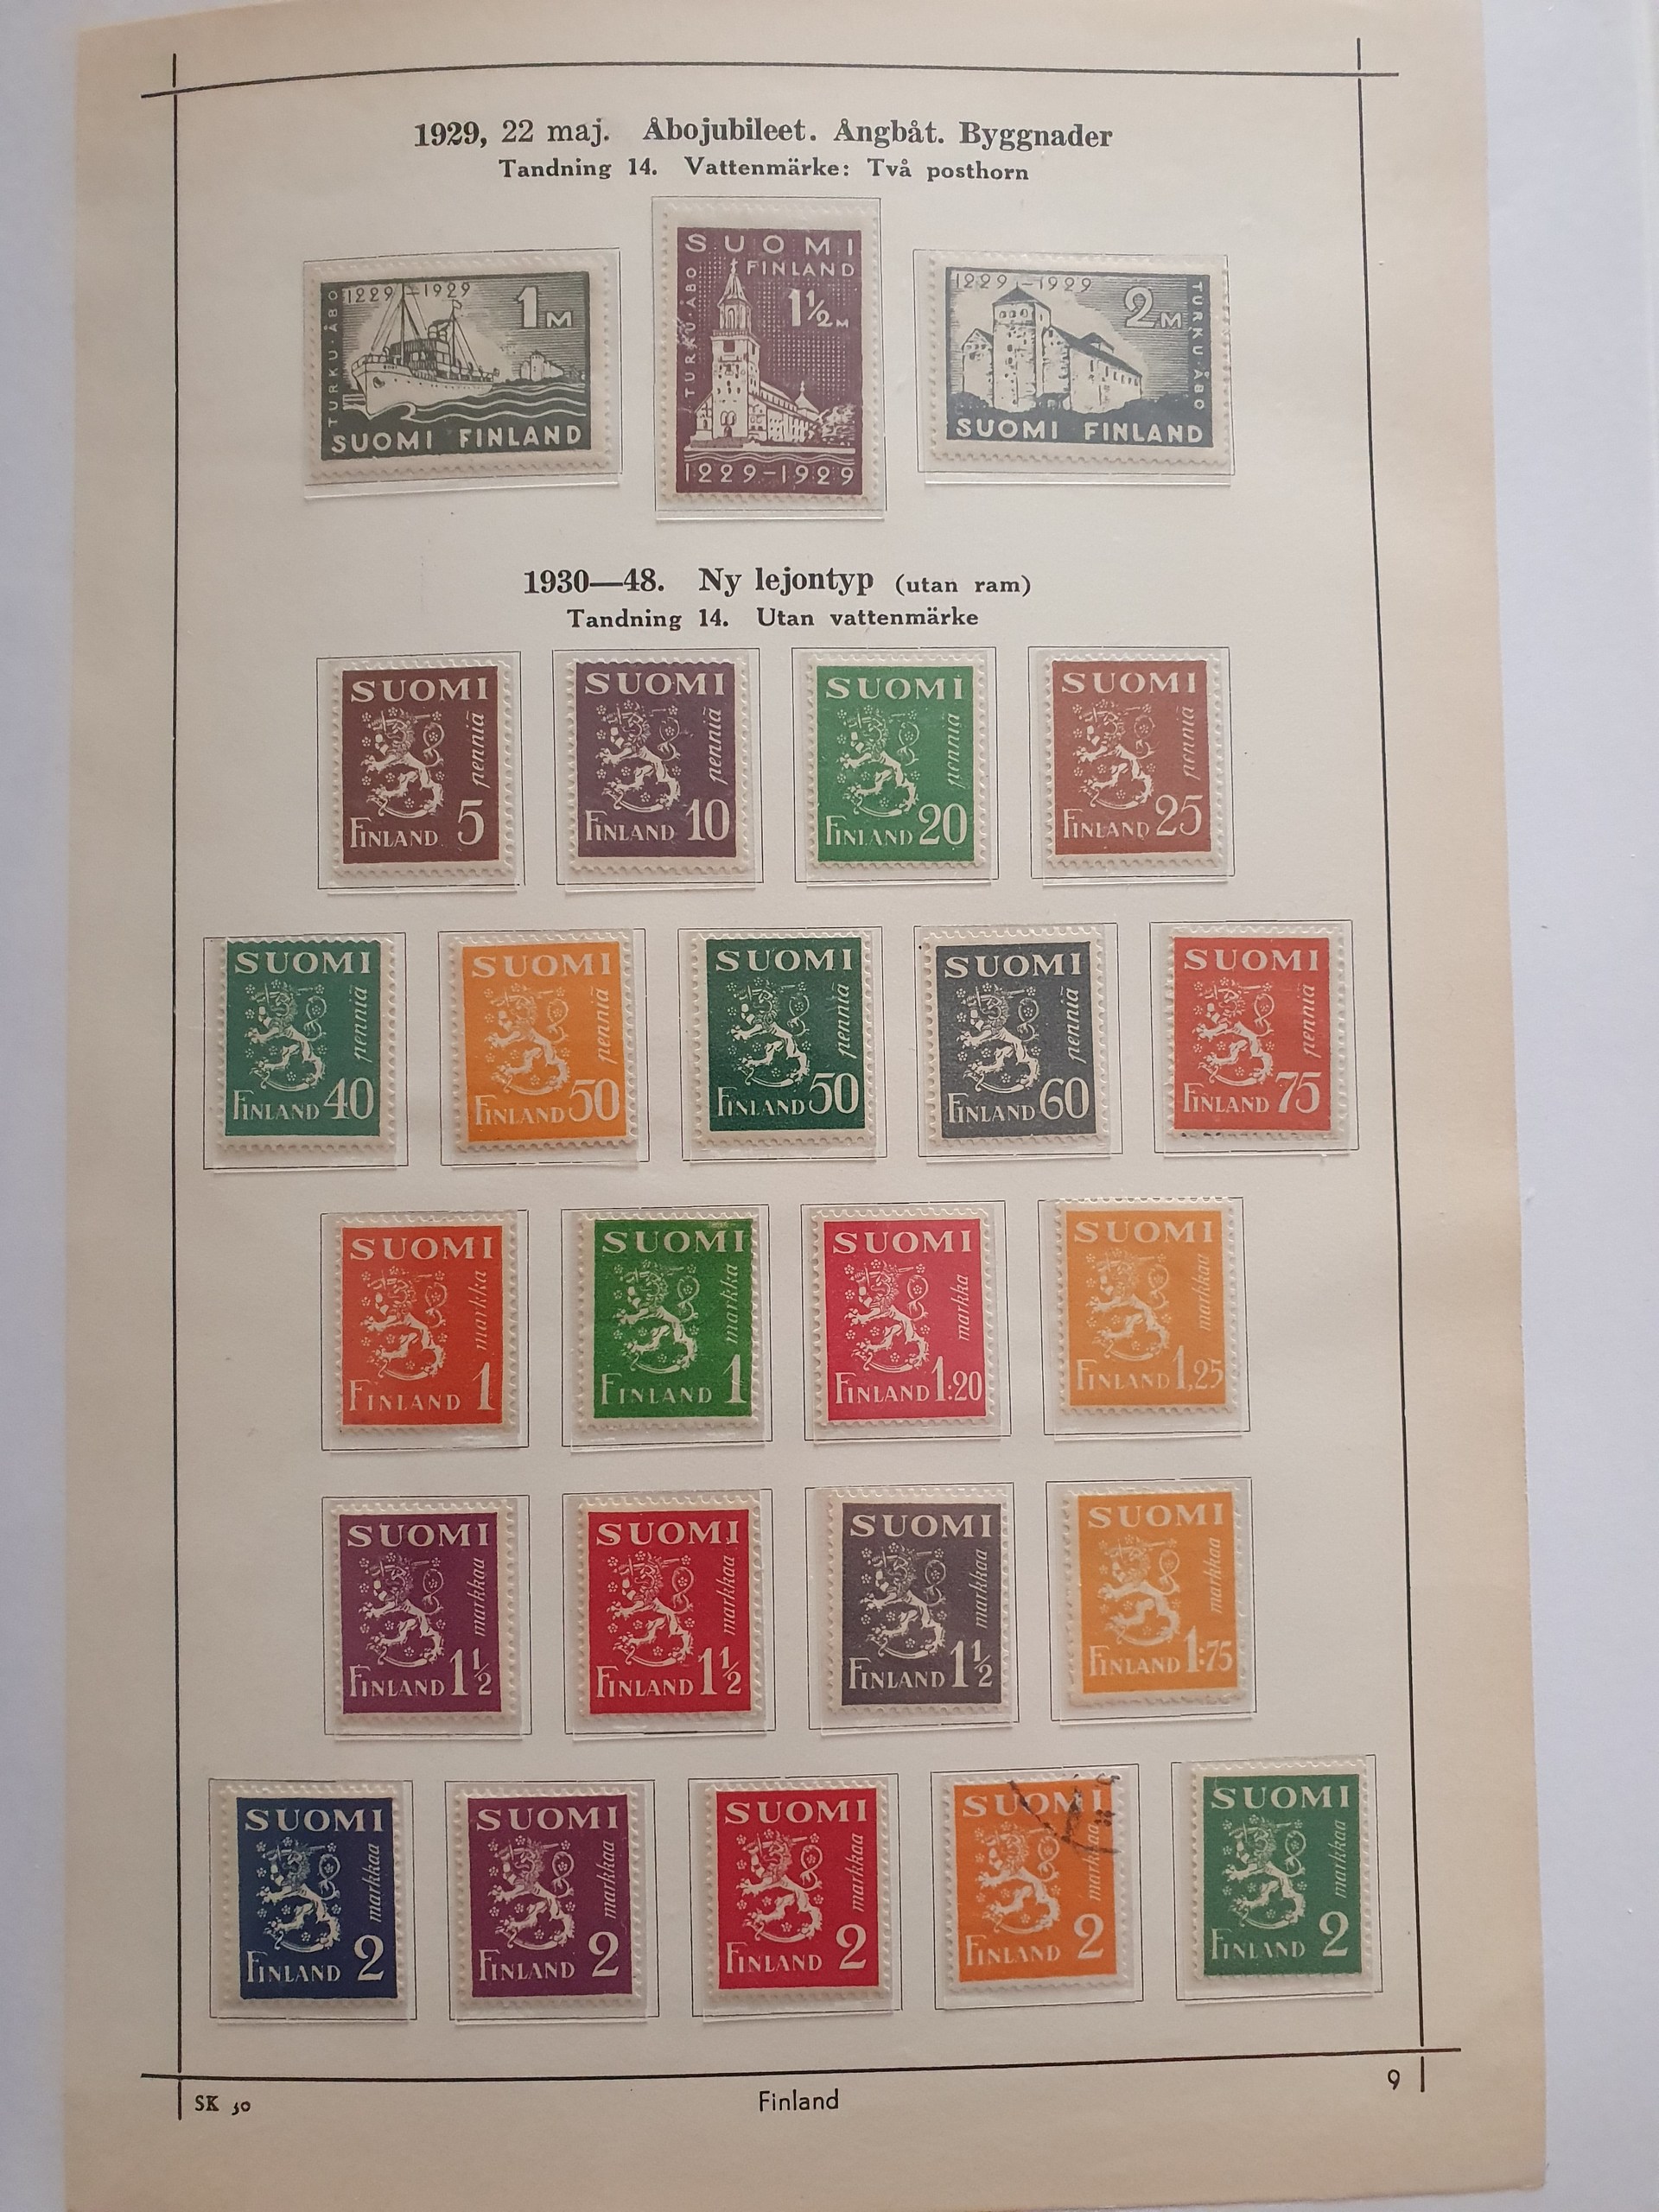 1929, 22 maj. Åbojubileet. Ångbåt. Byggnader
Tandning 14. Vattenmärke: Två posthorn
TURKU·ÅBO
1229-1929
1M
SUOMI FINLAND
SUOMI
FINLAND
1½M
TURKU·ÅBO
1229-1929
1229-1929
2M
TURKU·ÅBO
SUOMI FINLAND
1930—48. Ny lejontyp (utan ram)
Tandning 14. Utan vattenmärke
SUOMI
penniä
FINLAND 5
SUOMI
penniä
FINLAND 10
SUOMI
penniä
FINLAND 20
SUOMI
penniä
FINLAND 25
SUOMI
penniä
FINLAND 40
SUOMI
penniä
FINLAND 50
SUOMI
penniä
FINLAND 50
SUOMI
penniä
FINLAND 60
SUOMI
penniä
FINLAND 75
SUOMI
markka
FINLAND 1
SUOMI
markka
FINLAND 1
SUOMI
markka
FINLAND 1:20
SUOMI
markkaa
FINLAND 1,25
SUOMI
markkaa
FINLAND 1½
SUOMI
markkaa
FINLAND 1½
SUOMI
markkaa
FINLAND 1½
SUOMI
markkaa
FINLAND 1:75
SUOMI
markkaa
FINLAND 2
SUOMI
markkaa
FINLAND 2
SUOMI
markkaa
FINLAND 2
SUOMI
markkaa
FINLAND 2
SUOMI
markkaa
FINLAND 2
SK 50
Finland
9